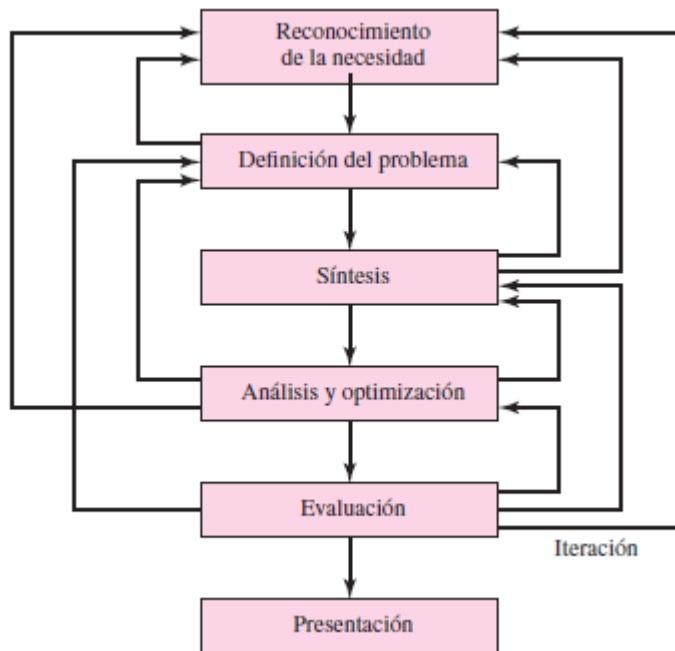 Reconocimiento
de la necesidad
Definición del problema
Síntesis
Análisis y optimización
Evaluación
Iteración
Presentación